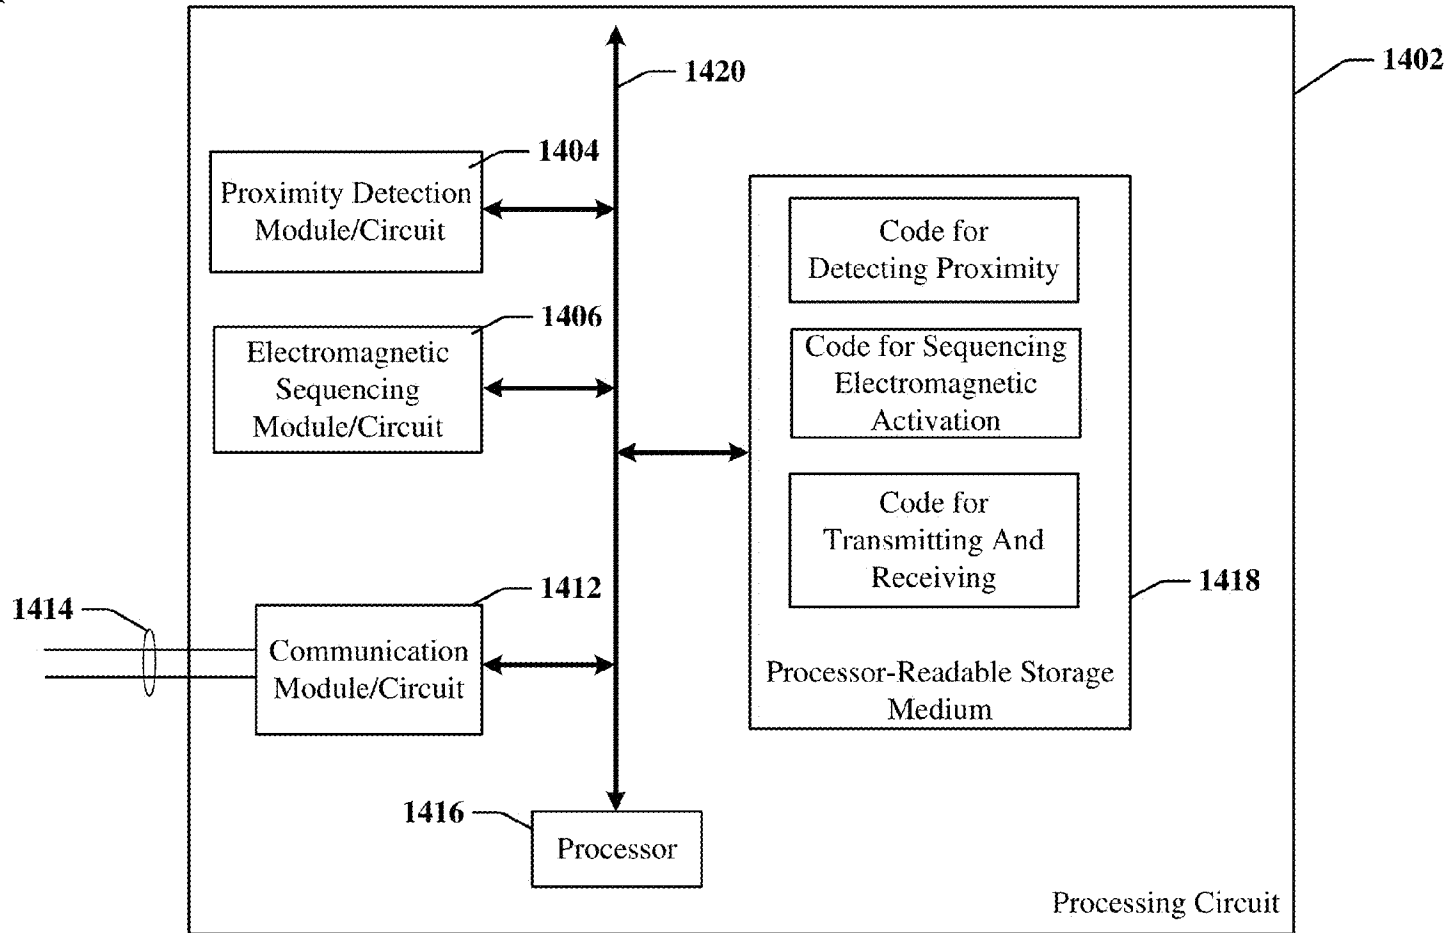 1402
1420
1404
Proximity Detection
Module/Circuit
Code for
Detecting Proximity
1406
Electromagnetic
Sequencing
Module/Circuit
Code for Sequencing
Electromagnetic
Activation
Code for
Transmitting And
Receiving
1418
1412
1414
Communication
Module/Circuit
Processor-Readable Storage
Medium
1416
Processor
Processing Circuit